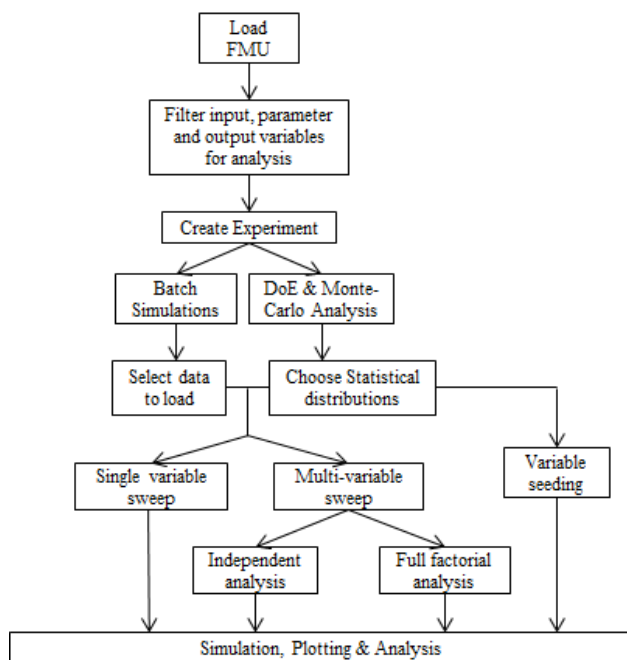 Load
FMU
Filter input, parameter
and output variables
for analysis
Create Experiment
Batch
Simulations
DoE & Monte-
Carlo Analysis
Select data
to load
Choose Statistical
distributions
Single variable
sweep
Multi-variable
sweep
Variable
seeding
Independent
analysis
Full factorial
analysis
Simulation, Plotting & Analysis